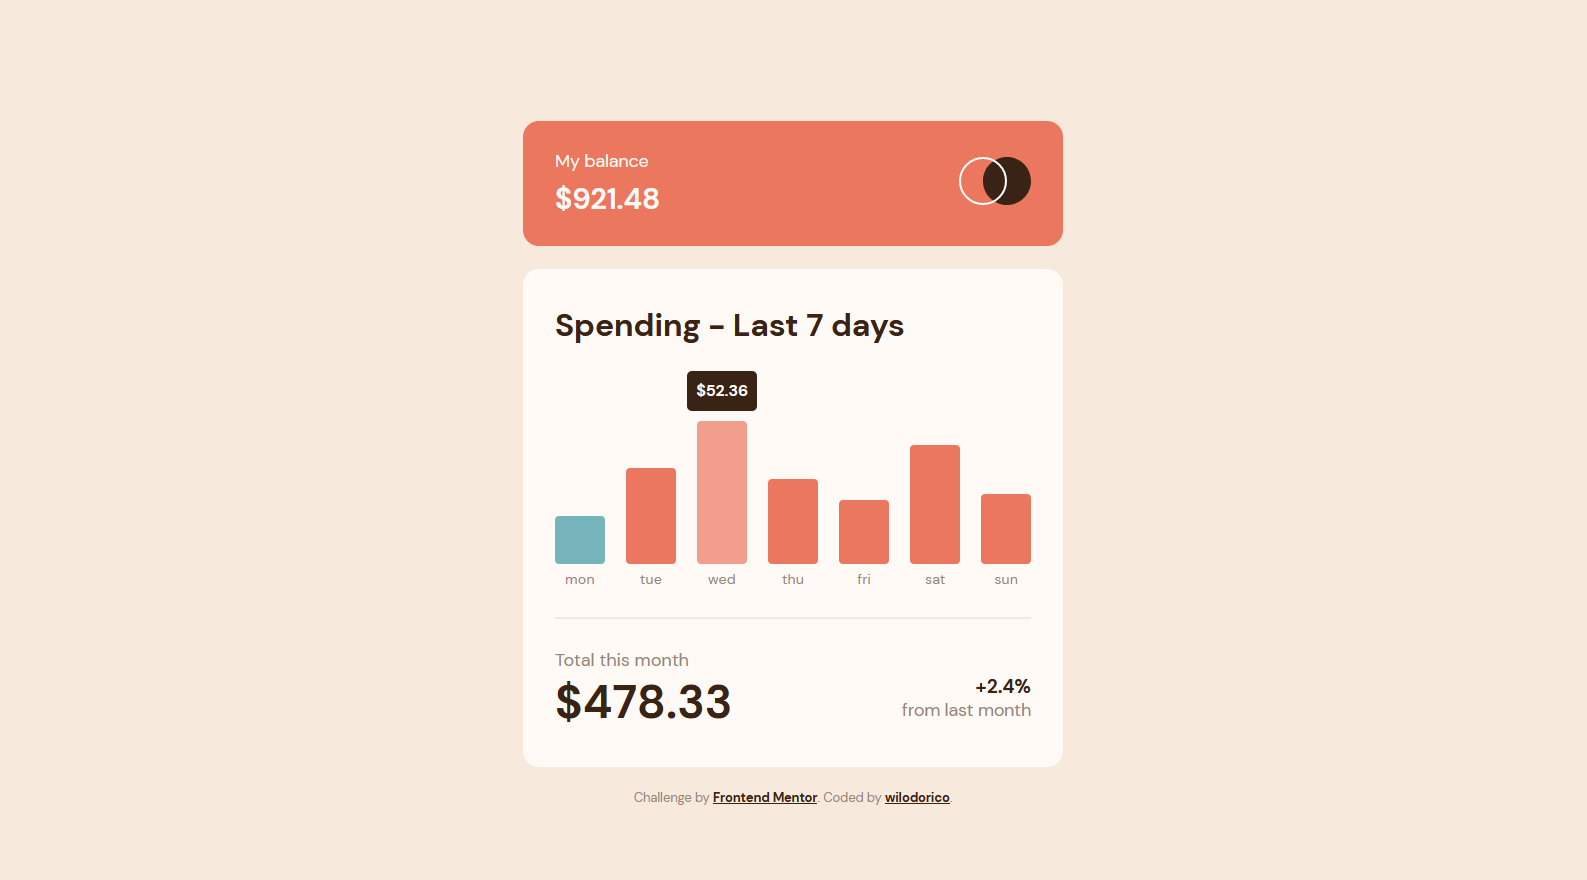 My balance
$921.48
Spending - Last 7 days
$52.36
mon tue wed thu fri sat sun
Total this month
$478.33
+2.4%
from last month
Challenge by Frontend Mentor. Coded by wilodorico.